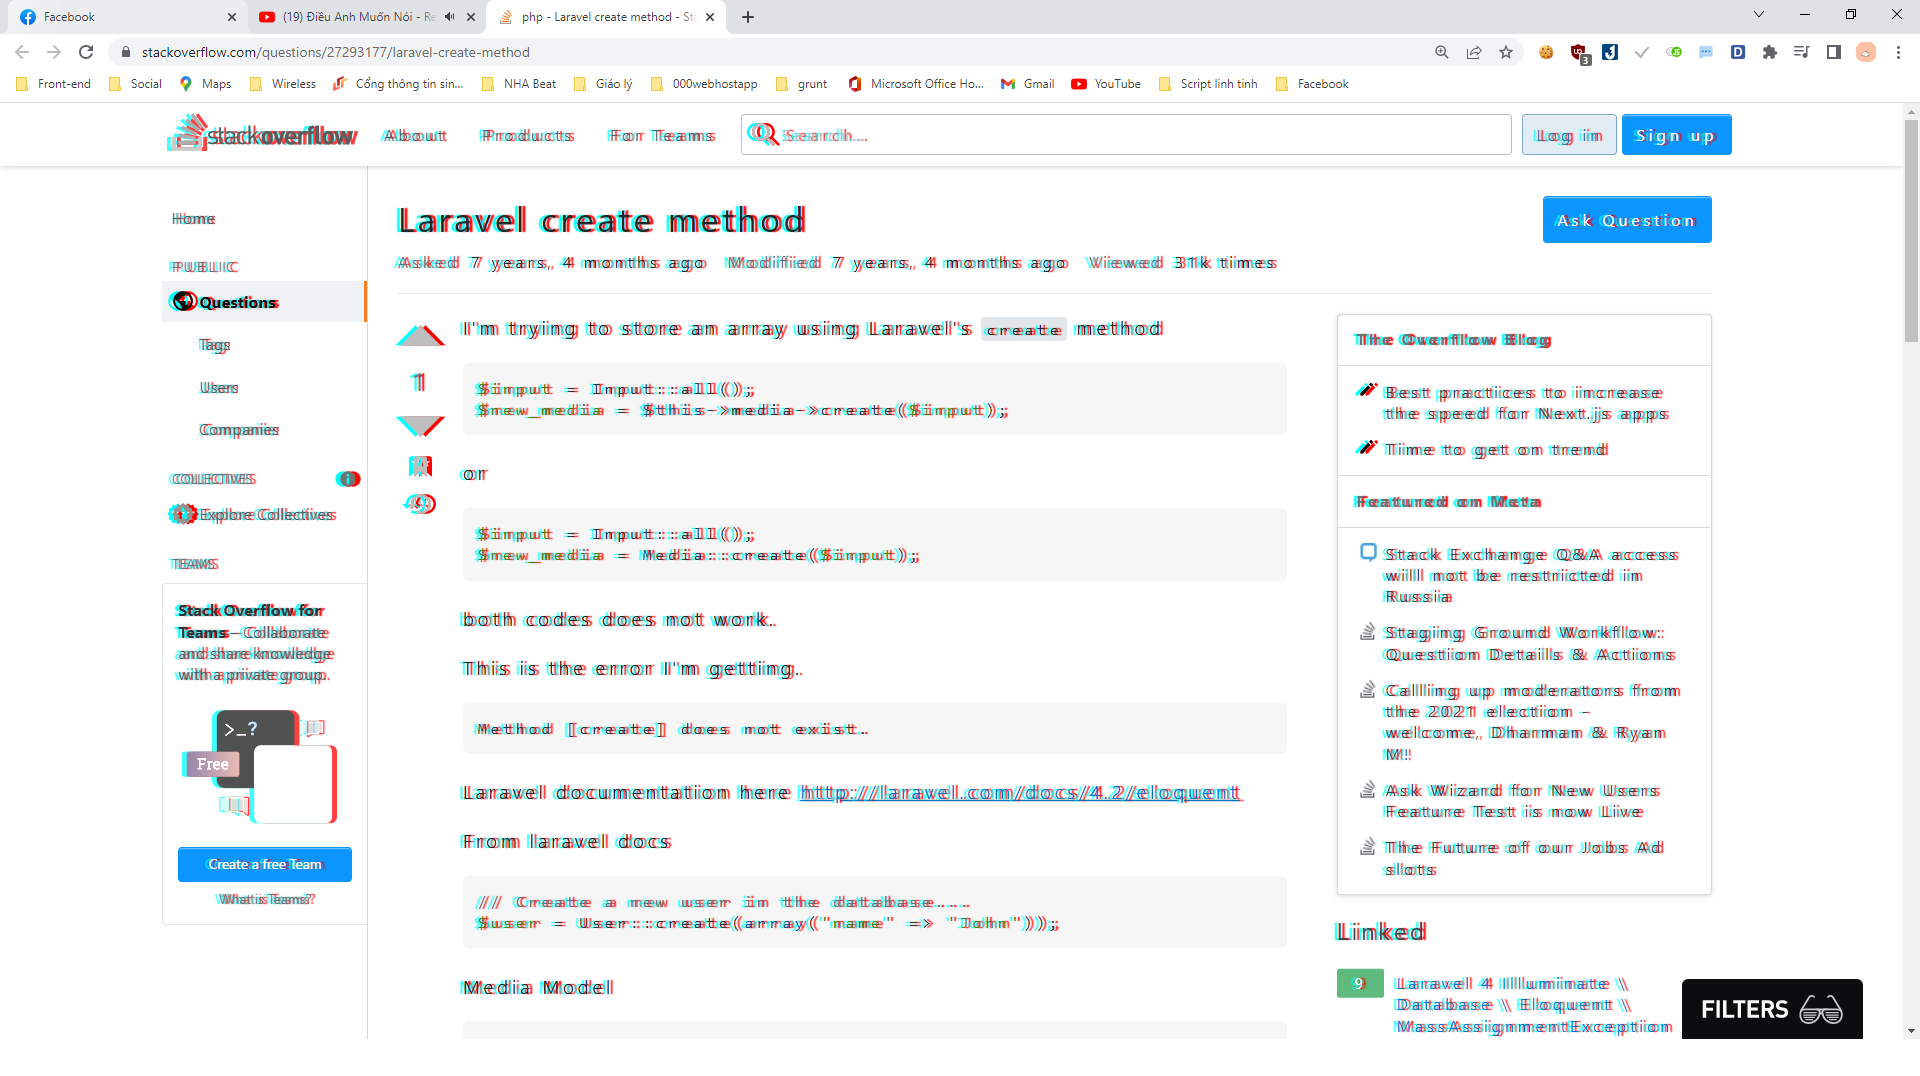 Facebook
(19) Điều Anh Muốn Nói - Re
php - Laravel create method - Sta
stackoverflow.com/questions/27293177/laravel-create-method
3
Front-end
Social
Maps
Wireless
Cổng thông tin sin...
NHA Beat
Giáo lý
000webhostapp
grunt
Microsoft Office Ho...
Gmail
YouTube
Script linh tinh
Facebook
stackoverflow
About
Products
For Teams
Search...
Log in
Sign up
Home
PUBLIC
Questions
Tags
Users
Companies
COLLECTIVES
Explore Collectives
TEAMS
Stack Overflow for
Teams – Collaborate
and share knowledge
with a private group.
>_?
Free
Create a free Team
What is Teams?
Laravel create method
Ask Question
Asked 7 years, 4 months ago Modified 7 years, 4 months ago Viewed 31k times
1
I'm trying to store an array using Laravel's create method
$input = Input::all();
$new_media = $this->media->create($input);
or
$input = Input::all();
$new_media = Media::create($input);
both codes does not work.
This is the error I'm getting.
Method [create] does not exist.
Laravel documentation here http://laravel.com/docs/4.2/eloquent
From laravel docs
// Create a new user in the database...
$user = User::create(array('name' => 'John'));
Media Model
The Overflow Blog
Best practices to increase
the speed for Next.js apps
Time to get on trend
Featured on Meta
Stack Exchange Q&A access
will not be restricted in
Russia
Staging Ground Workflow:
Question Details & Actions
Calling up moderators from
the 2021 election –
welcome, Dharman & Ryan
M!
Ask Wizard for New Users
Feature Test is now Live
The Future of our Jobs Ad
slots
Linked
9
Laravel 4 Illuminate \
Database \ Eloquent \
MassAssignmentException
FILTERS